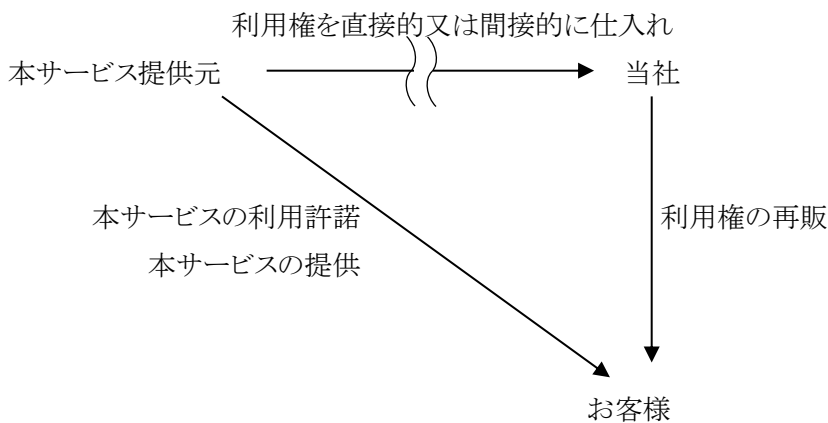 利用権を直接的又は間接的に仕入れ
本サービス提供元
当社
本サービスの利用許諾
利用権の再販
本サービスの提供
お客様